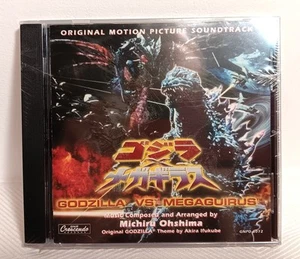 ORIGINAL MOTION PICTURE SOUNDTRACK
ゴジラ
メガギラス
GODZILLA VS MEGAGUIRUS
Music Composed and Arranged by
Michiru Ohshima
Original GODZILLA® Theme by Akira Ifukube
Crescendo